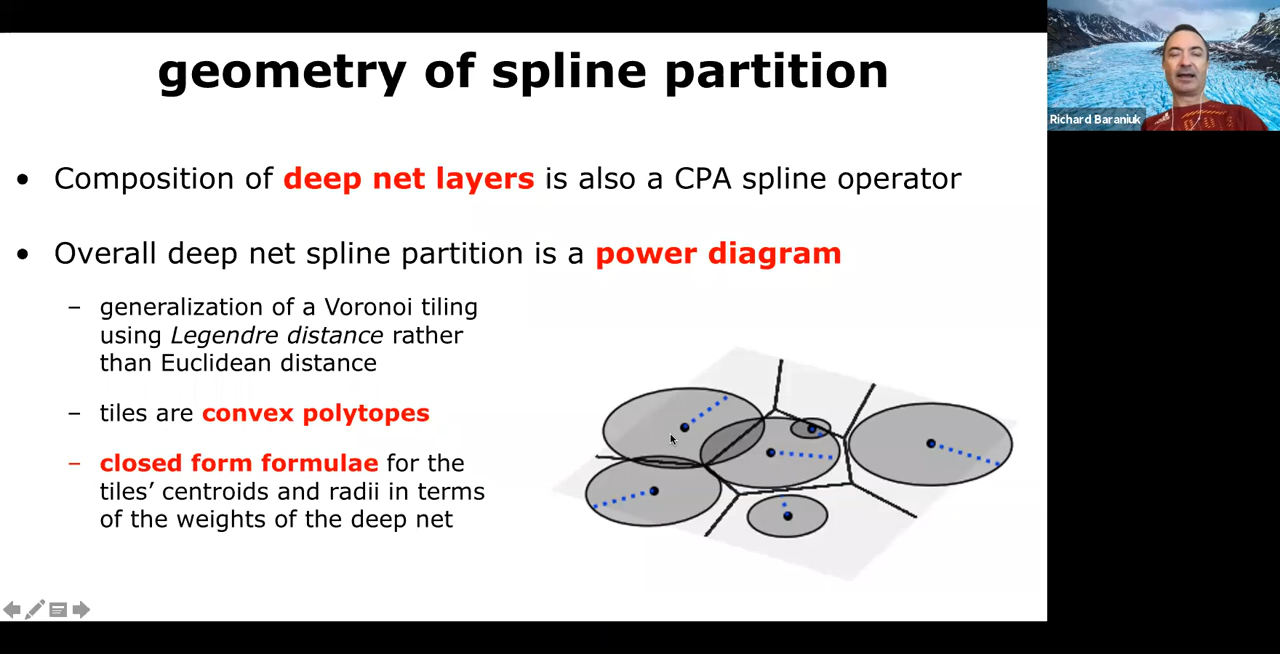 geometry of spline partition
Richard Baraniuk
• Composition of deep net layers is also a CPA spline operator
• Overall deep net spline partition is a power diagram
– generalization of a Voronoi tiling
using Legendre distance rather
than Euclidean distance
– tiles are convex polytopes
– closed form formulae for the
tiles’ centroids and radii in terms
of the weights of the deep net